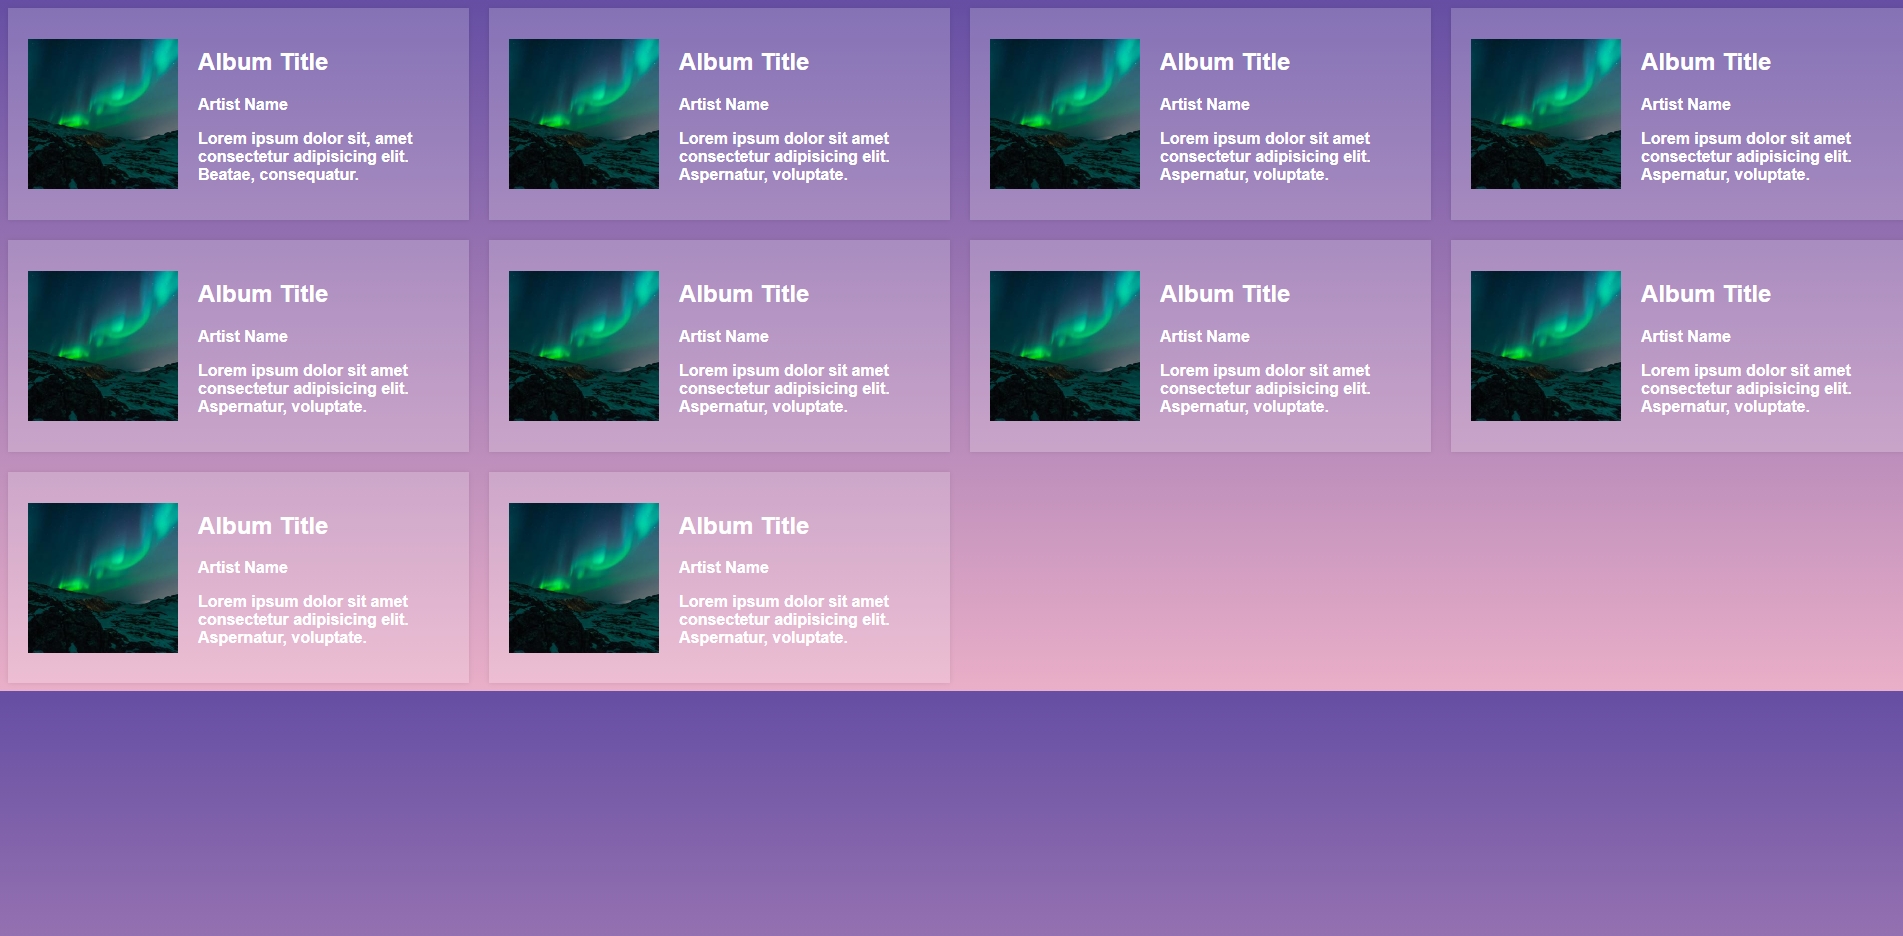 Album Title
Artist Name
Lorem ipsum dolor sit, amet
consectetur adipisicing elit.
Beatae, consequatur.
Album Title
Artist Name
Lorem ipsum dolor sit amet
consectetur adipisicing elit.
Aspernatur, voluptate.
Album Title
Artist Name
Lorem ipsum dolor sit amet
consectetur adipisicing elit.
Aspernatur, voluptate.
Album Title
Artist Name
Lorem ipsum dolor sit amet
consectetur adipisicing elit.
Aspernatur, voluptate.
Album Title
Artist Name
Lorem ipsum dolor sit amet
consectetur adipisicing elit.
Aspernatur, voluptate.
Album Title
Artist Name
Lorem ipsum dolor sit amet
consectetur adipisicing elit.
Aspernatur, voluptate.
Album Title
Artist Name
Lorem ipsum dolor sit amet
consectetur adipisicing elit.
Aspernatur, voluptate.
Album Title
Artist Name
Lorem ipsum dolor sit amet
consectetur adipisicing elit.
Aspernatur, voluptate.
Album Title
Artist Name
Lorem ipsum dolor sit amet
consectetur adipisicing elit.
Aspernatur, voluptate.
Album Title
Artist Name
Lorem ipsum dolor sit amet
consectetur adipisicing elit.
Aspernatur, voluptate.